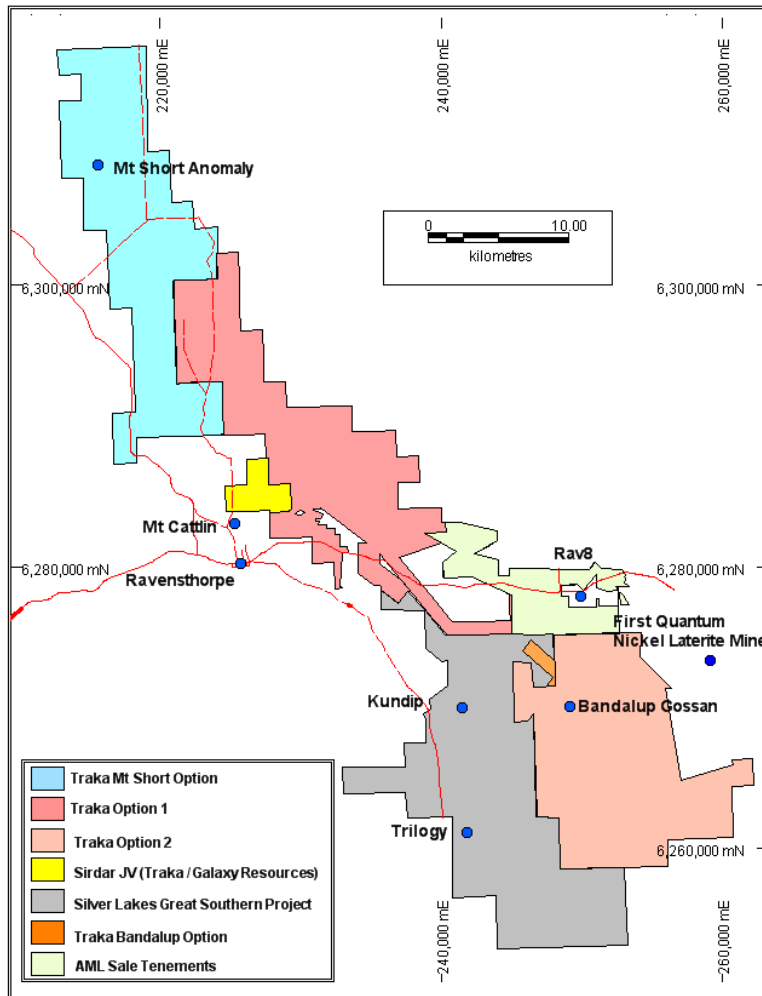 220,000 mE
240,000 mE
260,000 mE
Mt Short Anomaly
0 10.00
kilometres
6,300,000 mN
6,300,000 mN
Mt Cattlin
Rav8
Ravensthorpe
6,280,000 mN
6,280,000 mN
First Quantum
Nickel Laterite Mine
Kundip
Bandalup Gossan
Traka Mt Short Option
Traka Option 1
Traka Option 2
Sirdar JV (Traka / Galaxy Resources)
Silver Lakes Great Southern Project
Traka Bandalup Option
AML Sale Tenements
Trilogy
6,260,000 mN
-240,000 mE
-260,000 mE